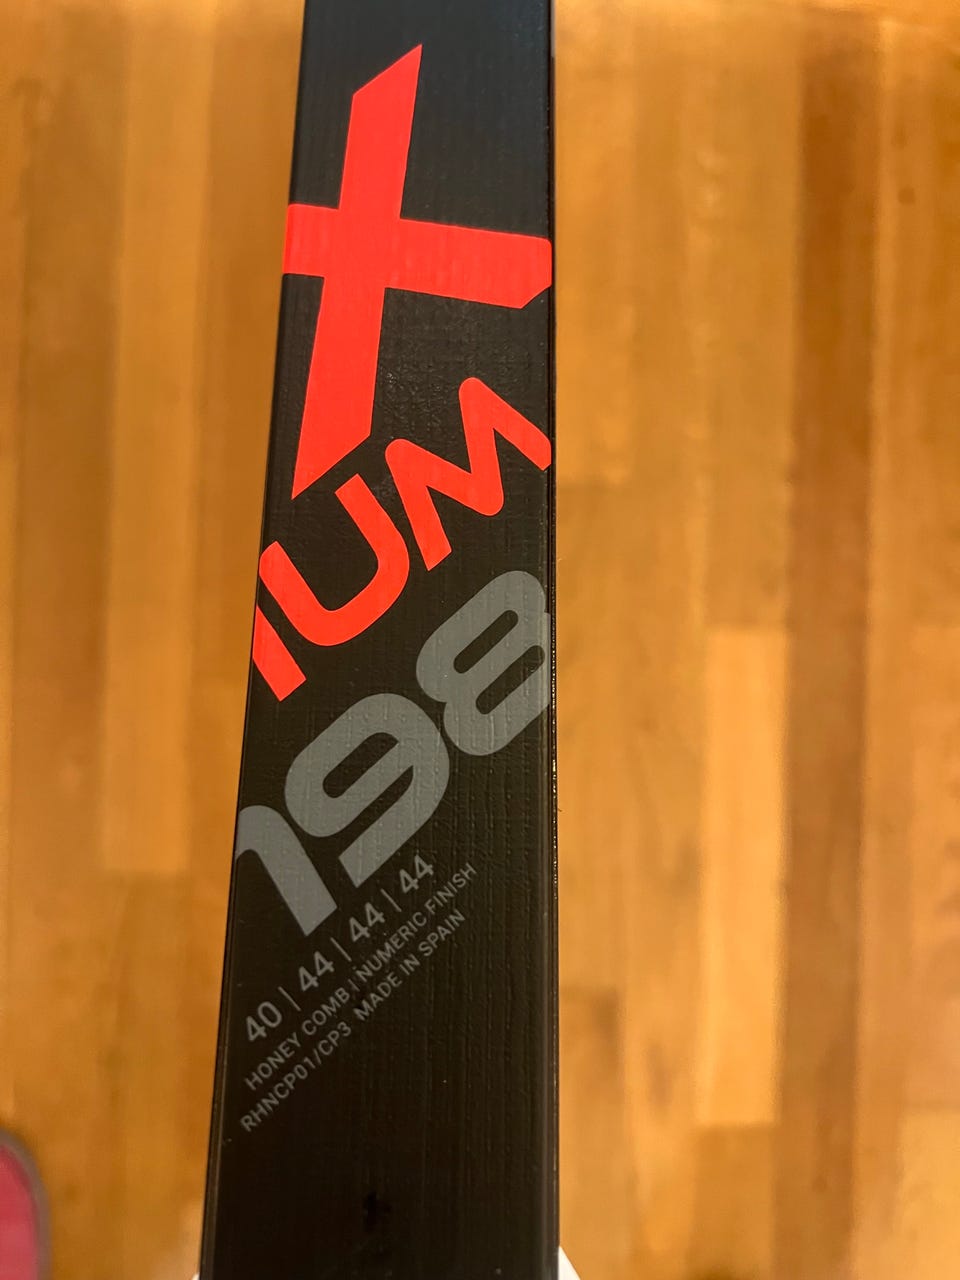 X
IUM
198
40 | 44 | 44 | 44
HONEY COMB | NUMERIC FINISH
RHNCP01/CP3 MADE IN SPAIN